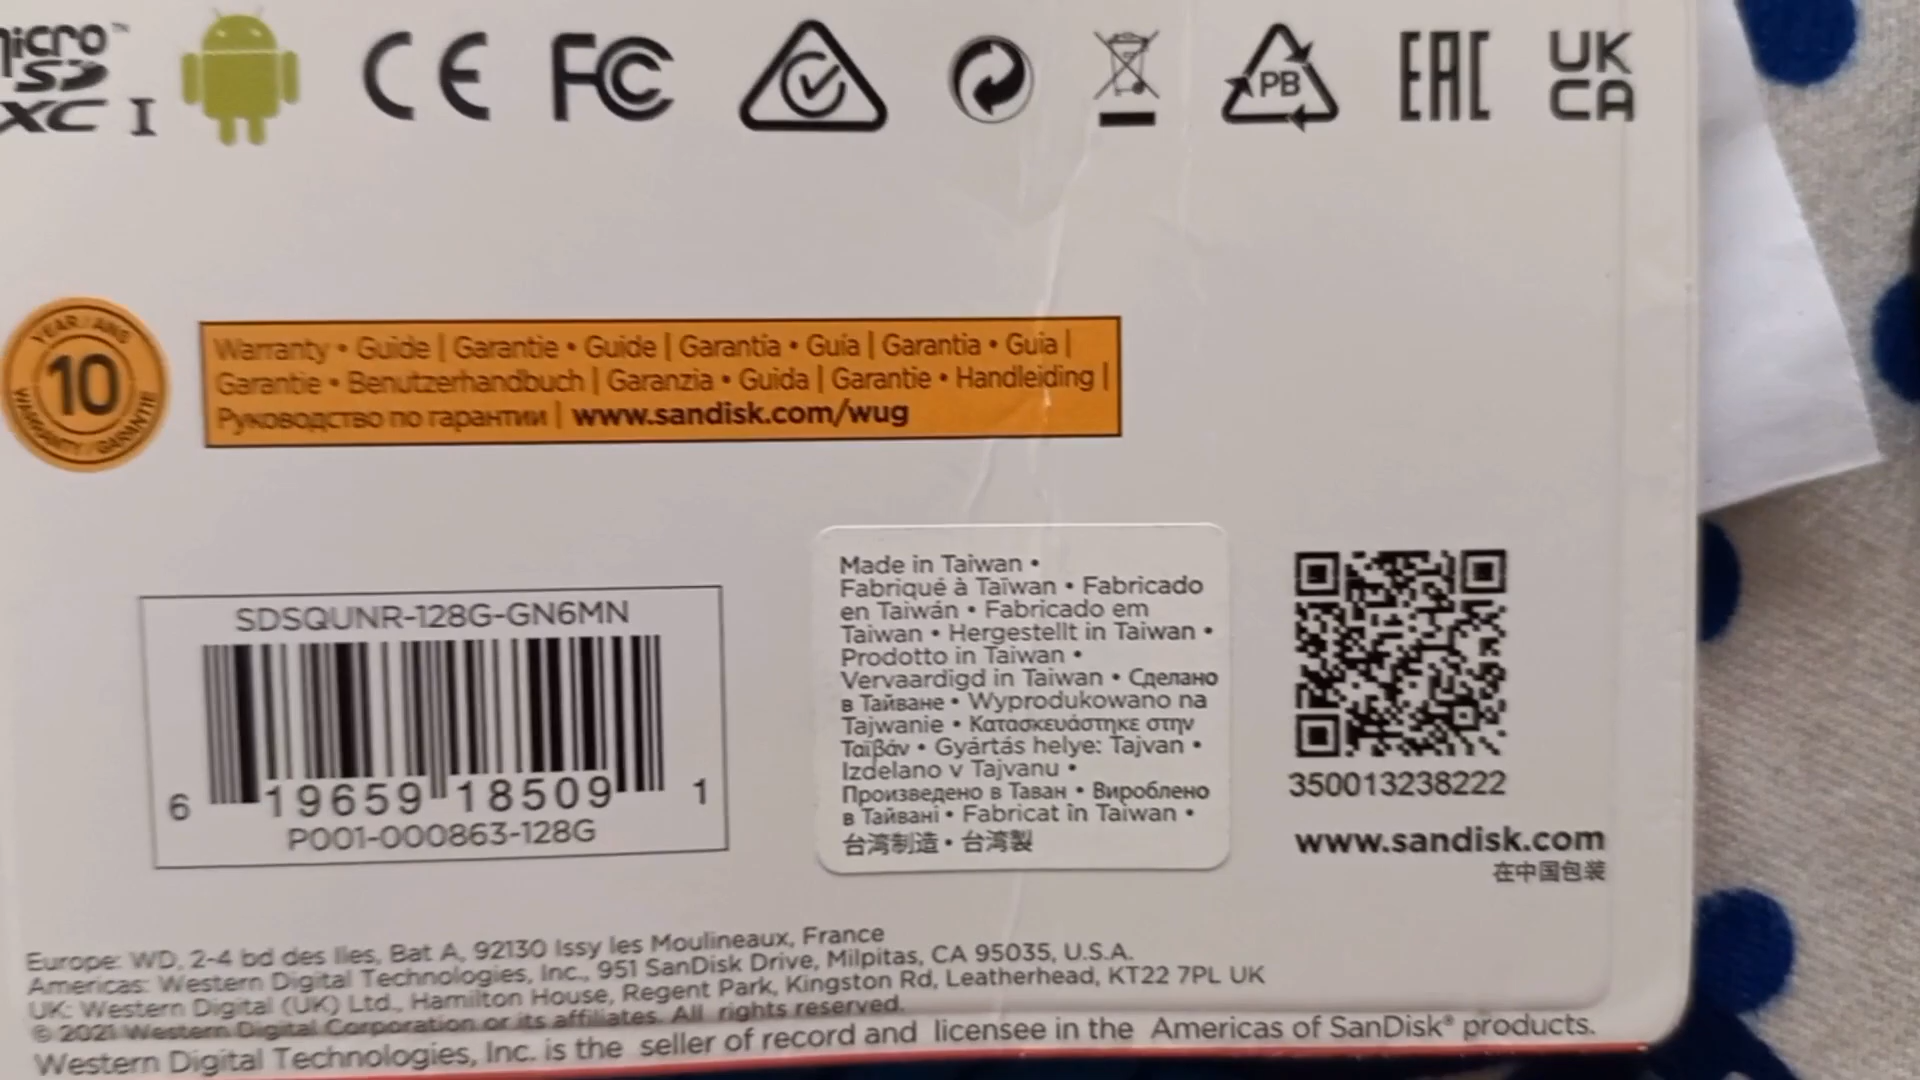 micro™
SD
XC I
CE FC PB EAC UK
CA
YEAR / ANS
10
WARRANTY / GARANTIE
Warranty • Guide | Garantie • Guide | Garantía • Guía | Garantia • Guia |
Garantie • Benutzerhandbuch | Garanzia • Guida | Garantie • Handleiding |
Руководство по гарантии | www.sandisk.com/wug
SDSQUNR-128G-GN6MN
6 19659 18509 1
P001-000863-128G
Made in Taiwan •
Fabriqué à Taïwan • Fabricado
en Taiwán • Fabricado em
Taiwan • Hergestellt in Taiwan •
Prodotto in Taiwan •
Vervaardigd in Taiwan • Сделано
в Тайване • Wyprodukowano na
Tajwanie • Κατασκευάστηκε στην
Ταϊβάν • Gyártás helye: Tajvan •
Izdelano v Tajvanu •
Произведено в Таван • Вироблено
в Тайвані • Fabricat în Taiwan •
台湾制造 • 台湾製
350013238222
www.sandisk.com
在中国包装
Europe: WD, 2-4 bd des Iles, Bat A, 92130 Issy les Moulineaux, France
Americas: Western Digital Technologies, Inc., 951 SanDisk Drive, Milpitas, CA 95035, U.S.A.
UK: Western Digital (UK) Ltd., Hamilton House, Regent Park, Kingston Rd, Leatherhead, KT22 7PL UK
© 2021 Western Digital Corporation or its affiliates. All rights reserved.
Western Digital Technologies, Inc. is the seller of record and licensee in the Americas of SanDisk® products.